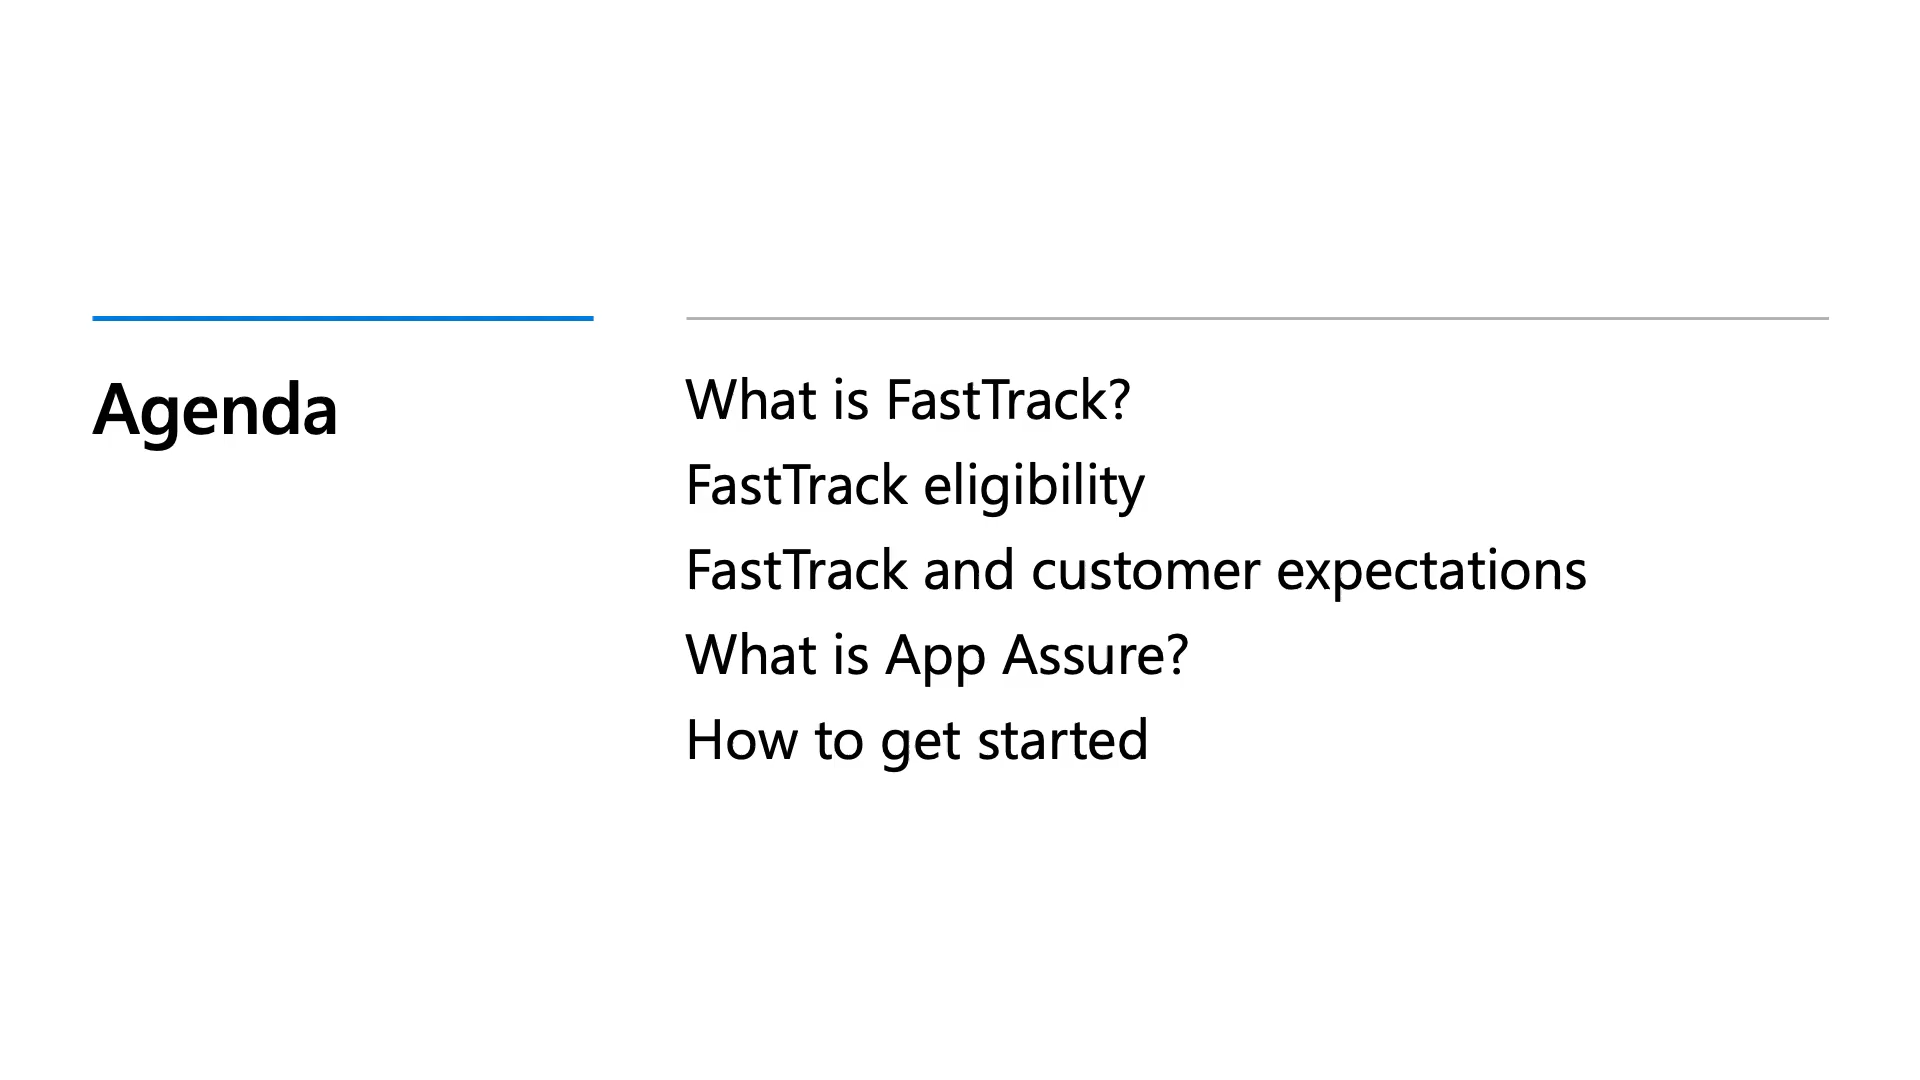 Agenda
What is FastTrack?
FastTrack eligibility
FastTrack and customer expectations
What is App Assure?
How to get started